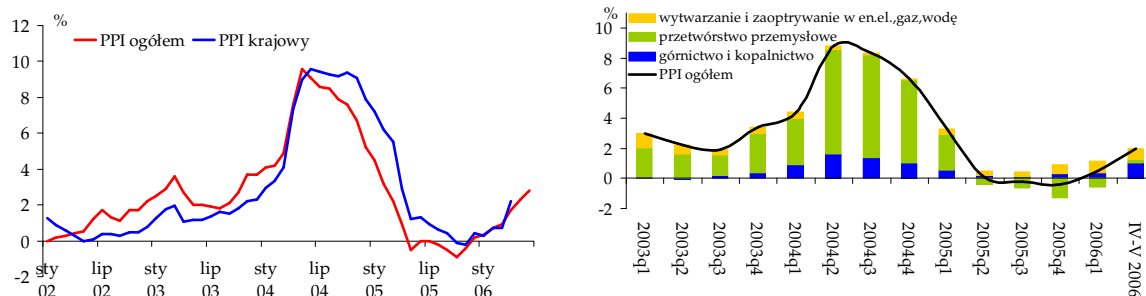 %
12
10
8
6
4
2
0
-2
PPI ogółem PPI krajowy
sty lip sty lip sty lip sty lip sty
02 02 03 03 04 04 05 05 06
%
10
8
6
4
2
0
-2
wytwarzanie i zaoptrywanie w en.el.,gaz,wodę
przetwórstwo przemysłowe
górnictwo i kopalnictwo
PPI ogółem
2003q1
2003q2
2003q3
2003q4
2004q1
2004q2
2004q3
2004q4
2005q1
2005q2
2005q3
2005q4
2006q1
IV-V 2006